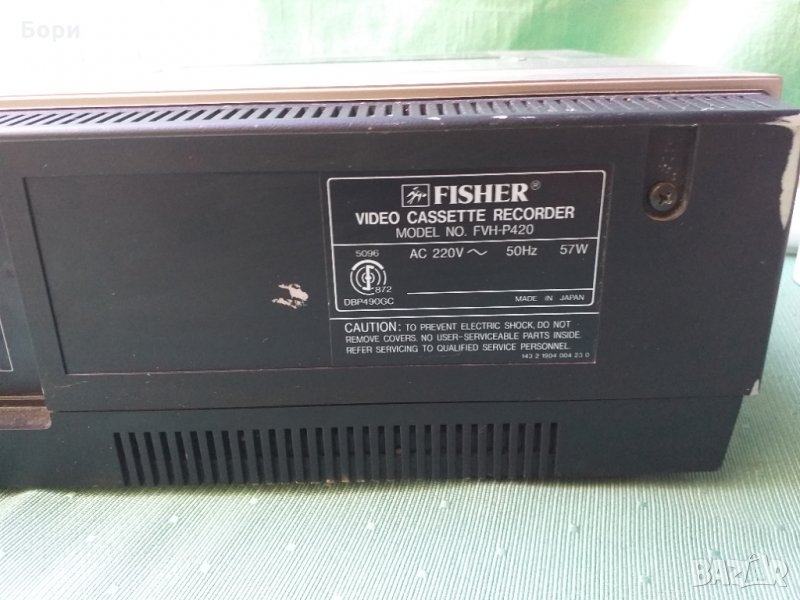 Бори
FISHER®
VIDEO CASSETTE RECORDER
MODEL NO. FVH-P420
5096
872
DBP490GC
AC 220V ~ 50Hz 57W
MADE IN JAPAN
CAUTION: TO PREVENT ELECTRIC SHOCK, DO NOT
REMOVE COVERS. NO USER-SERVICEABLE PARTS INSIDE.
REFER SERVICING TO QUALIFIED SERVICE PERSONNEL.
143 2 1904 004 23 0
BAZAR